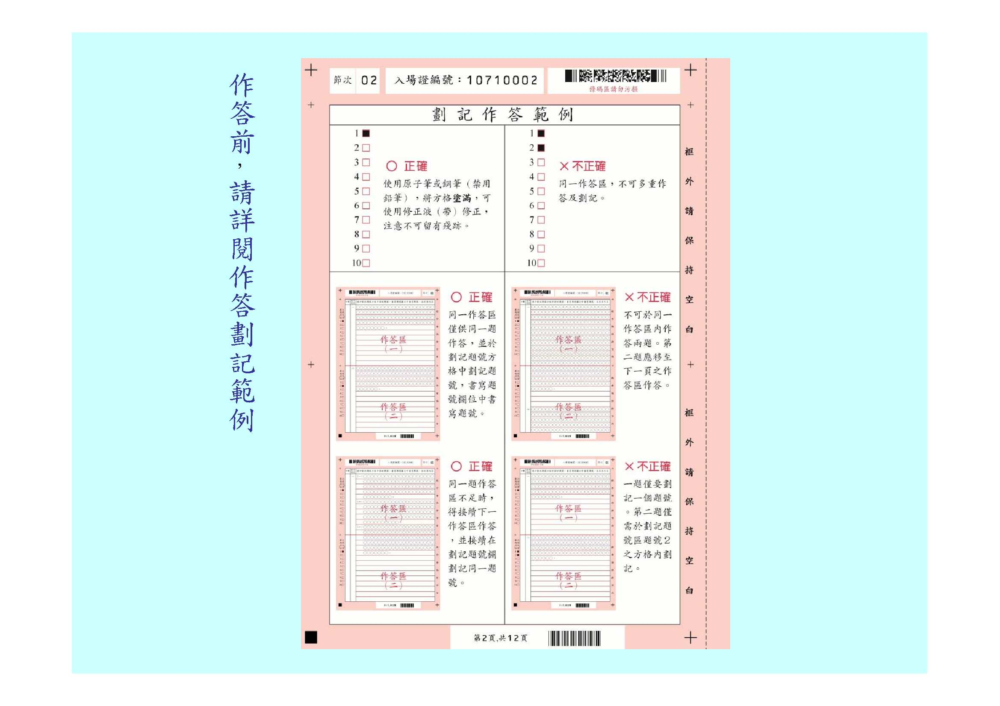 作答前，請詳閱作答劃記範例
節次 02
入場證編號：10710002
條碼區請勿污損
劃記作答範例
1
2
3
4
5
6
7
8
9
10
○ 正確
使用原子筆或鋼筆（禁用
鉛筆），將方格塗滿，可
使用修正液（帶）修正，
注意不可留有殘跡。
1
2
3
4
5
6
7
8
9
10
×不正確
同一作答區，不可多重作
答及劃記。
作答區
（一）
作答區
（二）
○ 正確
同一作答區
僅供同一題
作答，並於
劃記題號方
格中劃記題
號，書寫題
號欄位中書
寫題號。
作答區
（一）
作答區
（二）
×不正確
不可於同一
作答區內作
答兩題。第
二題應移至
下一頁之作
答區作答。
作答區
（一）
作答區
（二）
○ 正確
同一題作答
區不足時，
得接續下一
作答區作答
，並接續在
劃記題號欄
劃記同一題
號。
作答區
（一）
作答區
（二）
×不正確
一題僅要劃
記一個題號
。第二題僅
需於劃記題
號區題號2
之方格內劃
記。
框外請保持空白
框外請保持空白
第2頁,共12頁